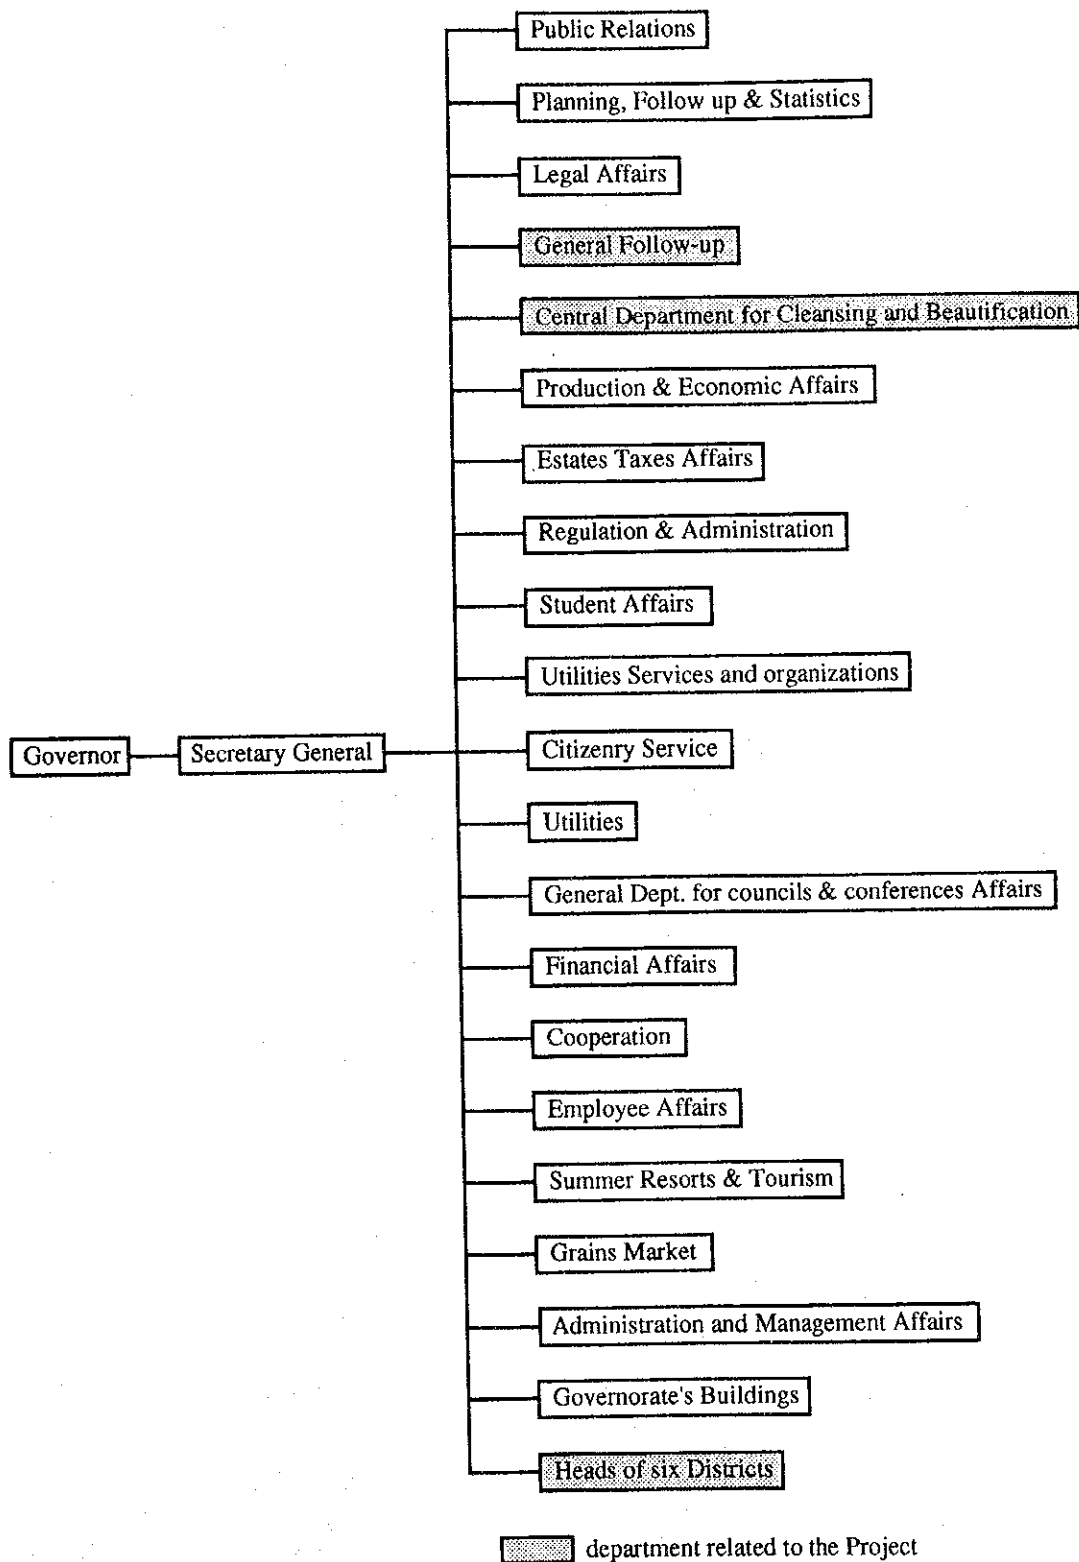 Public Relations
Planning, Follow up & Statistics
Legal Affairs
General Follow-up
Central Department for Cleansing and Beautification
Production & Economic Affairs
Estates Taxes Affairs
Regulation & Administration
Student Affairs
Utilities Services and organizations
Governor
Secretary General
Citizenry Service
Utilities
General Dept. for councils & conferences Affairs
Financial Affairs
Cooperation
Employee Affairs
Summer Resorts & Tourism
Grains Market
Administration and Management Affairs
Governorate's Buildings
Heads of six Districts
department related to the Project